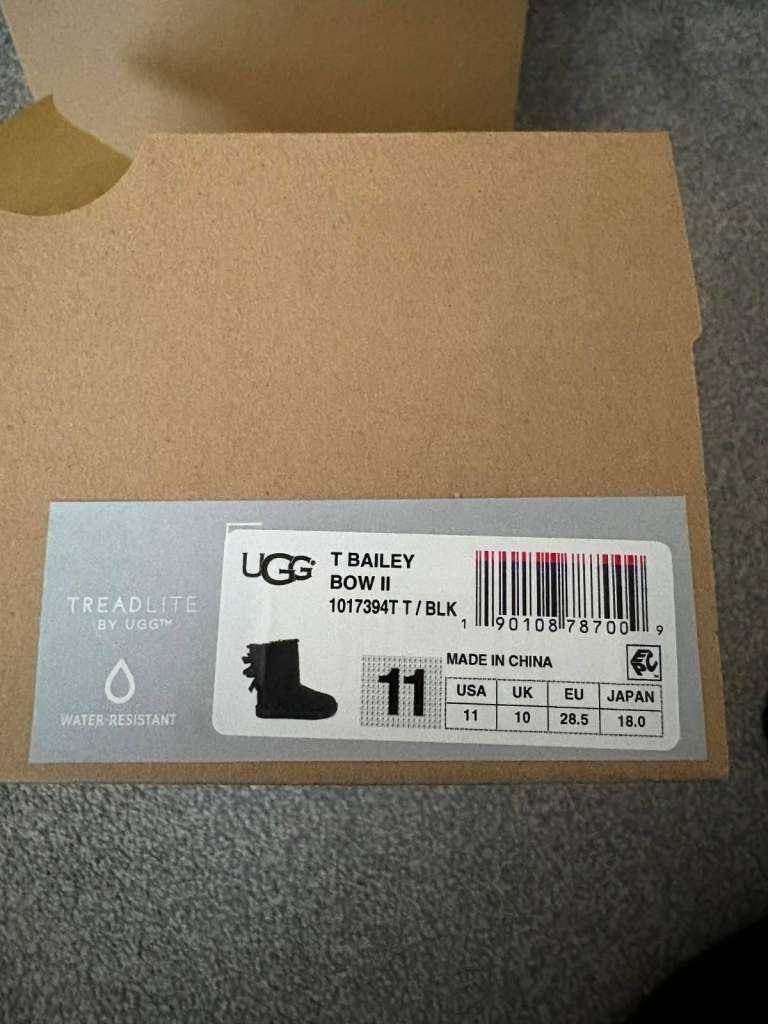 TREADLITE
BY UGG™
WATER-RESISTANT
UGG
T BAILEY
BOW II
1017394T T / BLK
1 90108 78700 9
11
MADE IN CHINA
EPC
USA UK EU JAPAN
11 10 28.5 18.0